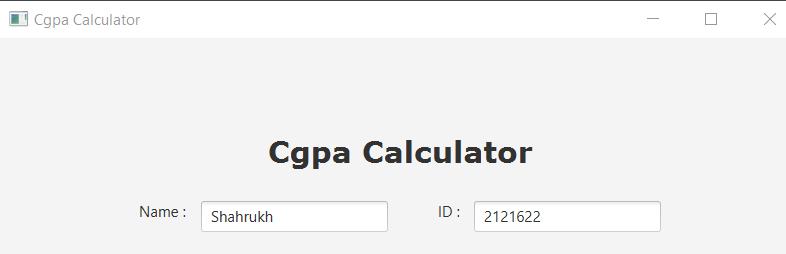 Cgpa Calculator
Cgpa Calculator
Name : Shahrukh ID : 2121622